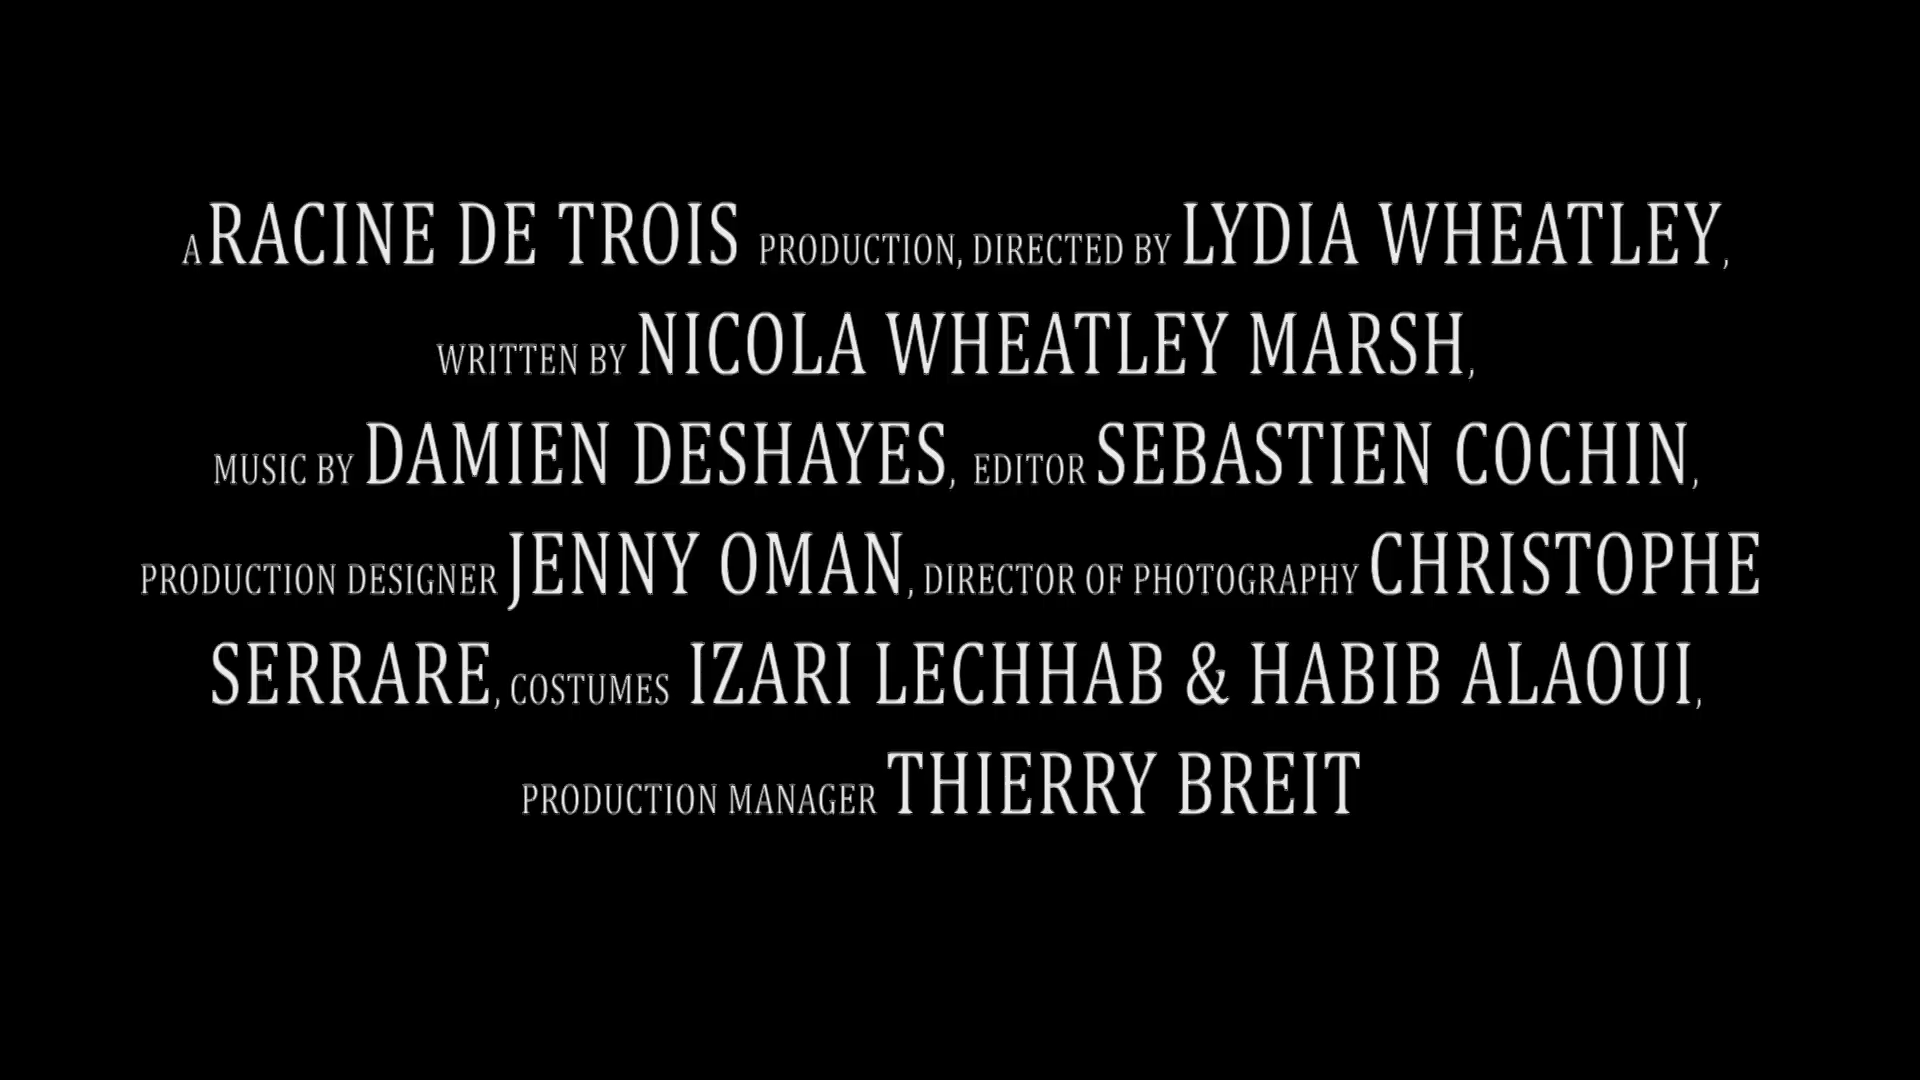 A RACINE DE TROIS PRODUCTION, DIRECTED BY LYDIA WHEATLEY,
WRITTEN BY NICOLA WHEATLEY MARSH,
MUSIC BY DAMIEN DESHAYES, EDITOR SEBASTIEN COCHIN,
PRODUCTION DESIGNER JENNY OMAN, DIRECTOR OF PHOTOGRAPHY CHRISTOPHE
SERRARE, COSTUMES IZARI LECHHAB & HABIB ALAOUI,
PRODUCTION MANAGER THIERRY BREIT